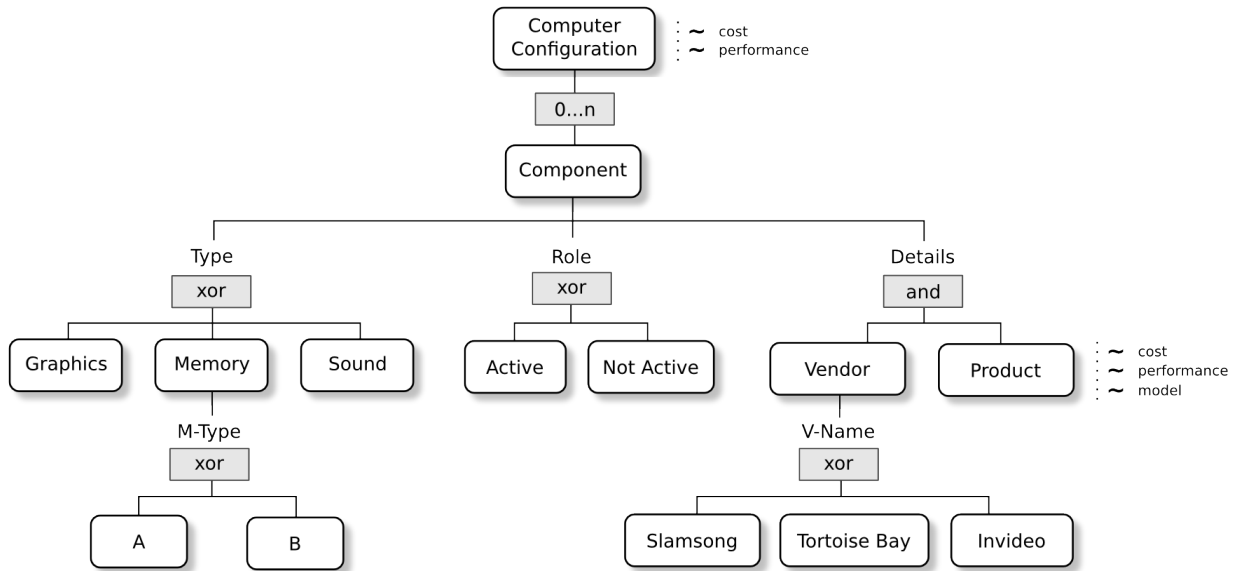 Computer
Configuration
~ cost
~ performance
0...n
Component
Type
Role
Details
xor
xor
and
Graphics
Memory
Sound
Active
Not Active
Vendor
Product
~ cost
~ performance
~ model
M-Type
V-Name
xor
xor
A
B
Slamsong
Tortoise Bay
Invideo